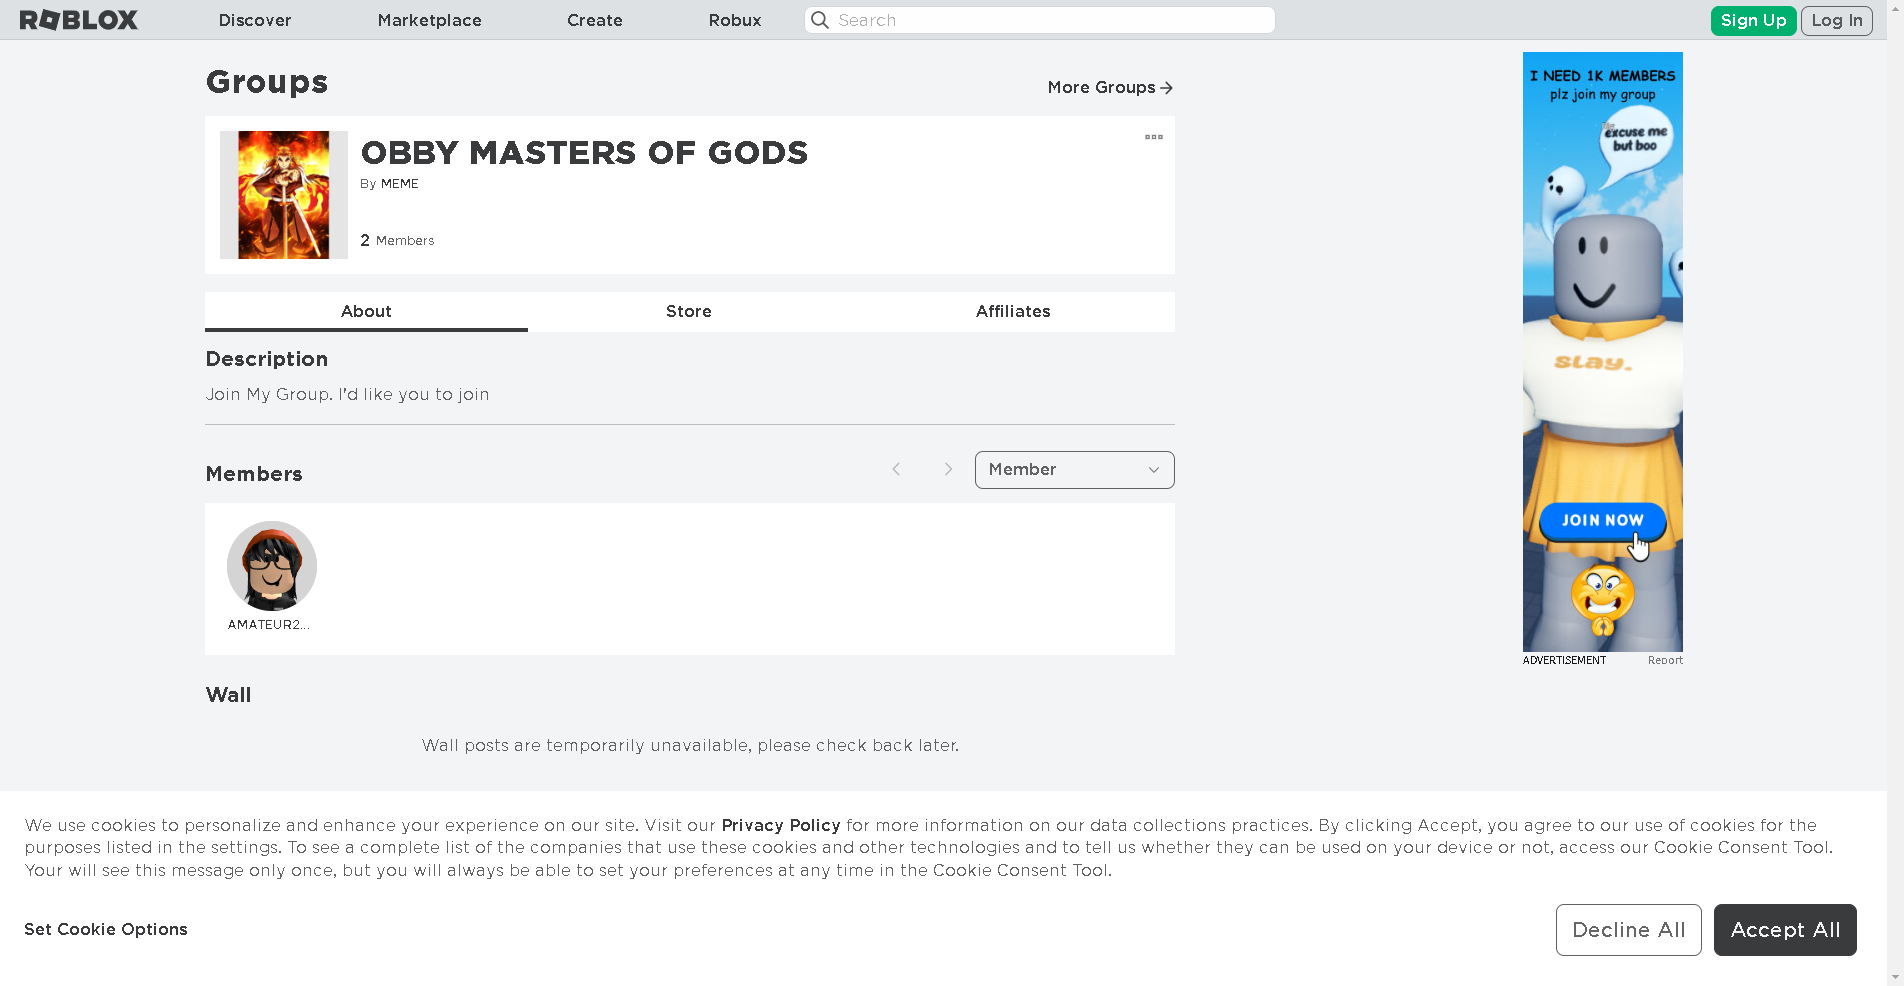 ROBLOX
Discover
Marketplace
Create
Robux
Search
Sign Up
Log In
Groups
More Groups
OBBY MASTERS OF GODS
By MEME
2 Members
About
Store
Affiliates
Description
Join My Group. I'd like you to join
Members
Member
AMATEUR2...
Wall
Wall posts are temporarily unavailable, please check back later.
I NEED 1K MEMBERS
plz join my group
excuse me
but boo
slay.
JOIN NOW
ADVERTISEMENT
Report
We use cookies to personalize and enhance your experience on our site. Visit our Privacy Policy for more information on our data collections practices. By clicking Accept, you agree to our use of cookies for the
purposes listed in the settings. To see a complete list of the companies that use these cookies and other technologies and to tell us whether they can be used on your device or not, access our Cookie Consent Tool.
Your will see this message only once, but you will always be able to set your preferences at any time in the Cookie Consent Tool.
Set Cookie Options
Decline All
Accept All